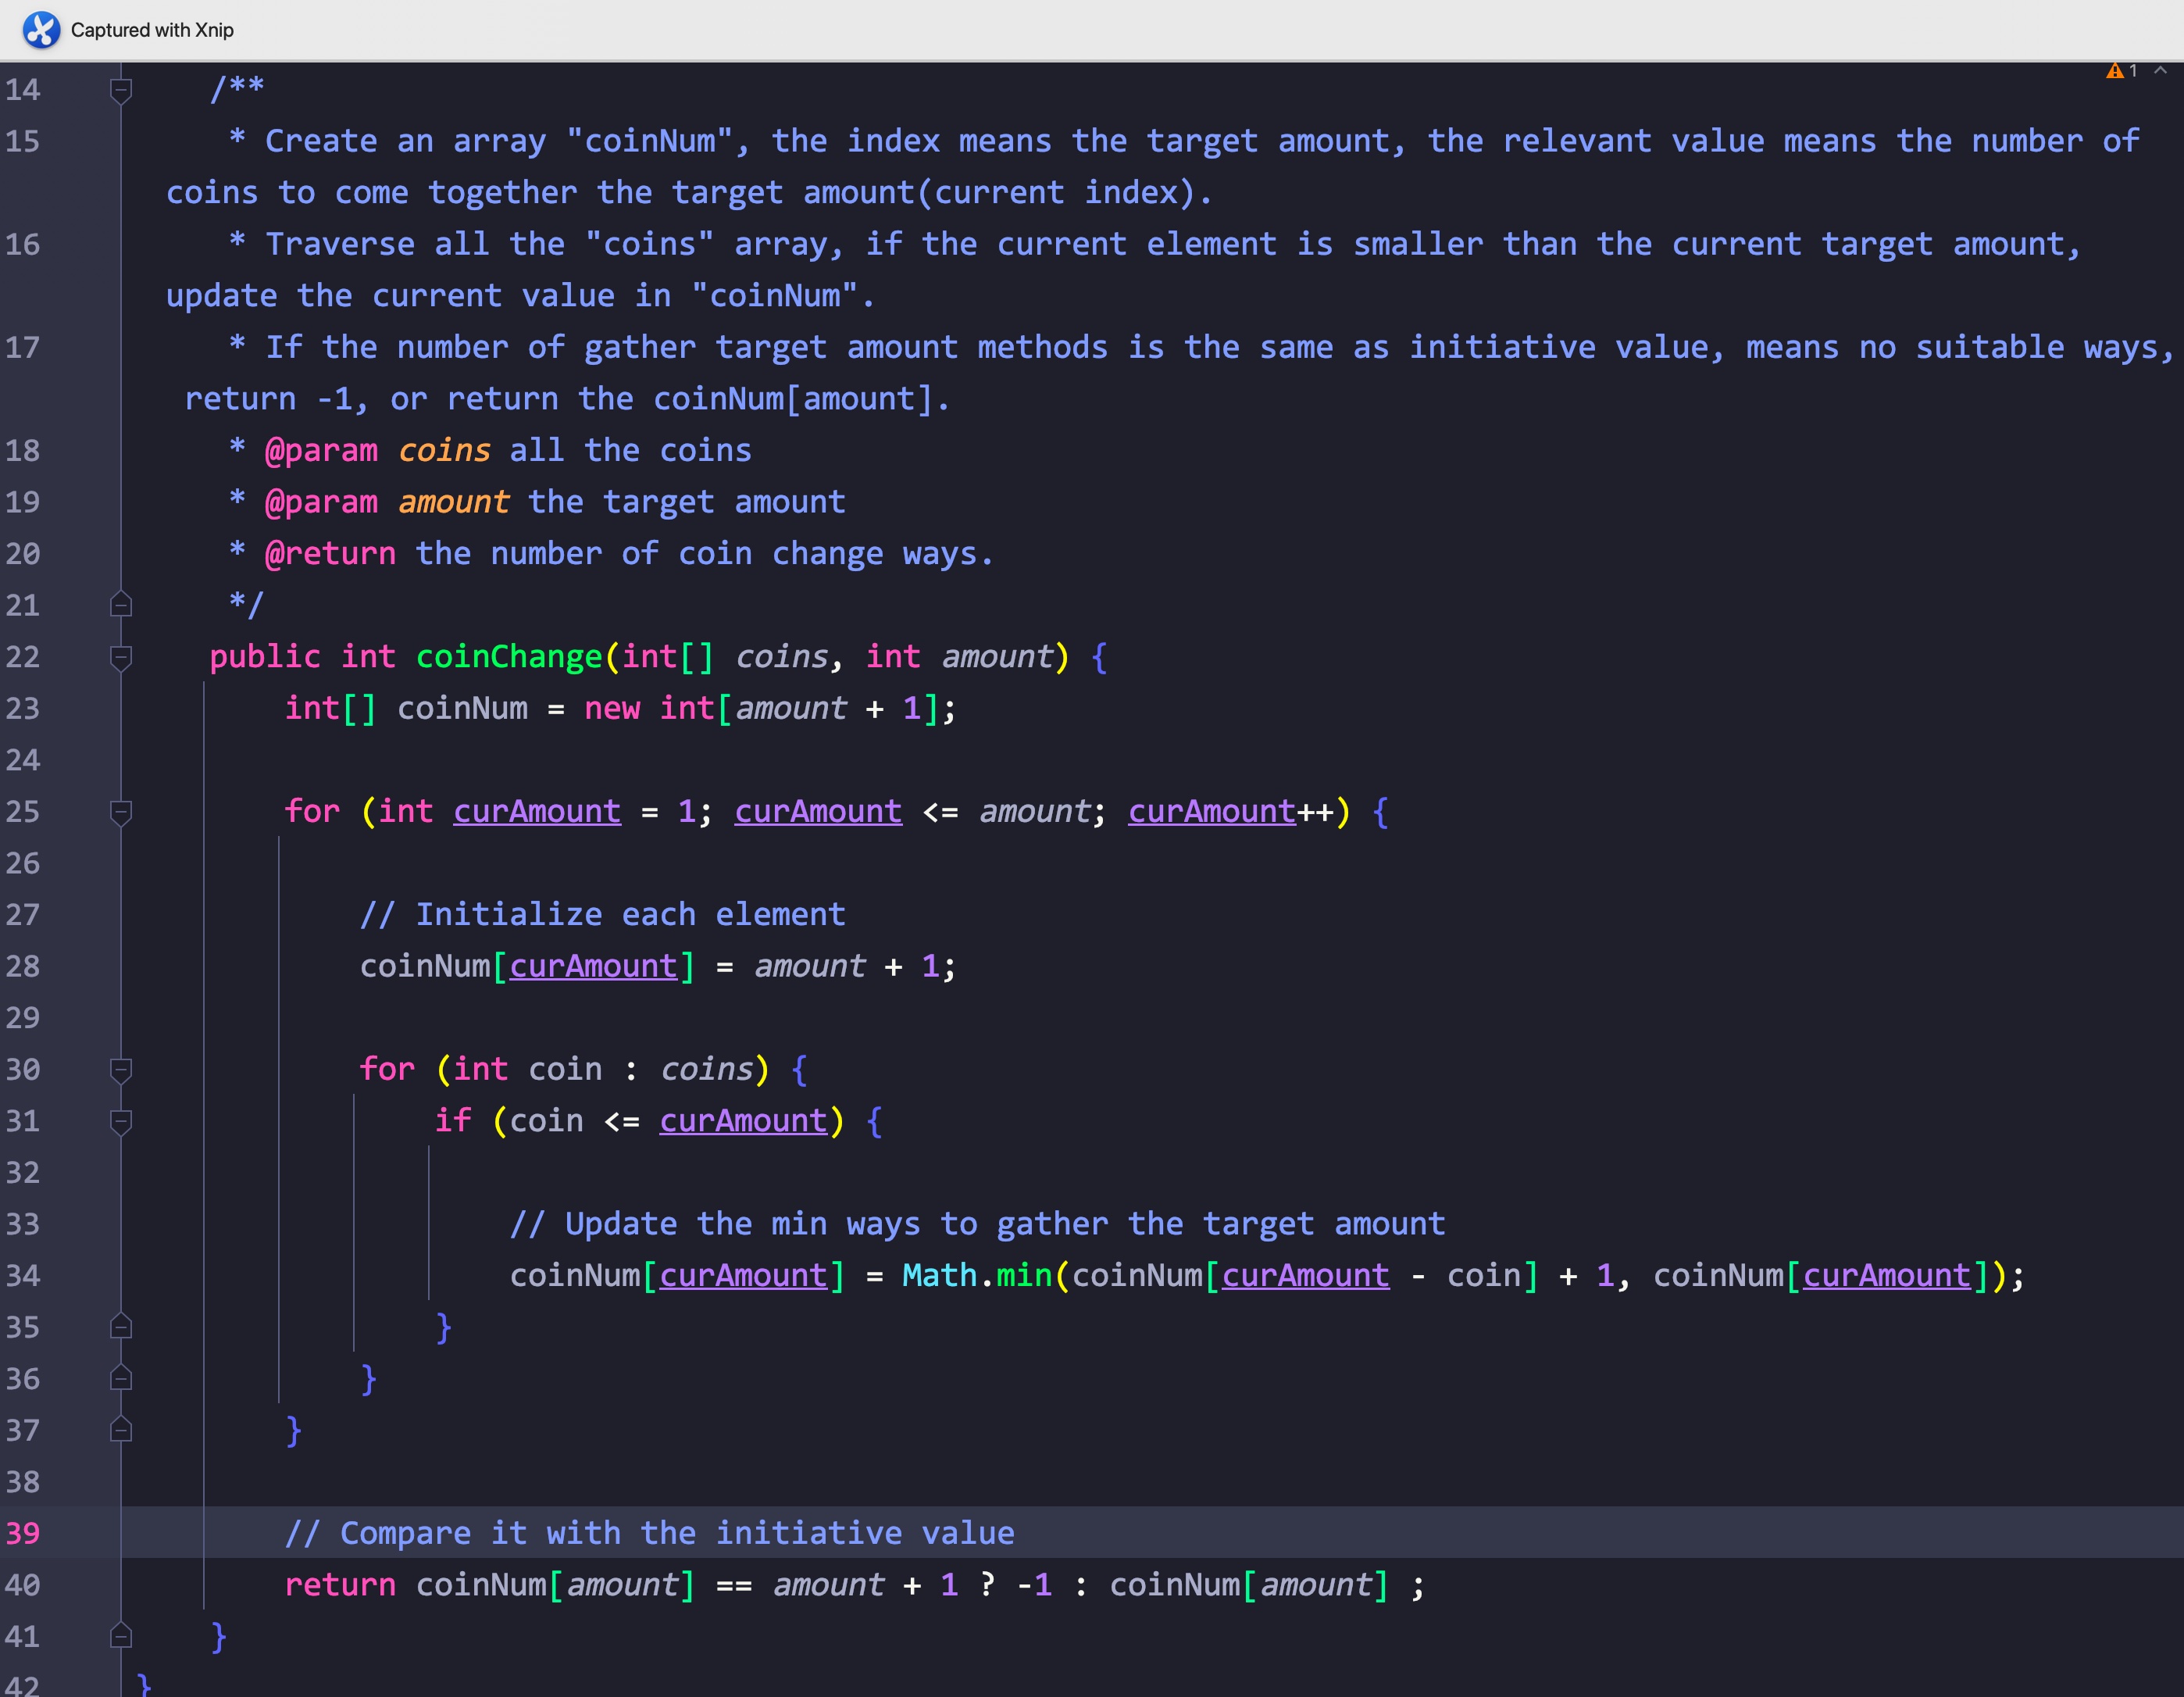 Captured with Xnip
1
14 /**
15 * Create an array "coinNum", the index means the target amount, the relevant value means the number of
coins to come together the target amount(current index).
16 * Traverse all the "coins" array, if the current element is smaller than the current target amount,
update the current value in "coinNum".
17 * If the number of gather target amount methods is the same as initiative value, means no suitable ways,
return -1, or return the coinNum[amount].
18 * @param coins all the coins
19 * @param amount the target amount
20 * @return the number of coin change ways.
21 */
22 public int coinChange(int[] coins, int amount) {
23 int[] coinNum = new int[amount + 1];
24
25 for (int curAmount = 1; curAmount <= amount; curAmount++) {
26
27 // Initialize each element
28 coinNum[curAmount] = amount + 1;
29
30 for (int coin : coins) {
31 if (coin <= curAmount) {
32
33 // Update the min ways to gather the target amount
34 coinNum[curAmount] = Math.min(coinNum[curAmount - coin] + 1, coinNum[curAmount]);
35 }
36 }
37 }
38
39 // Compare it with the initiative value
40 return coinNum[amount] == amount + 1 ? -1 : coinNum[amount] ;
41 }
42 }